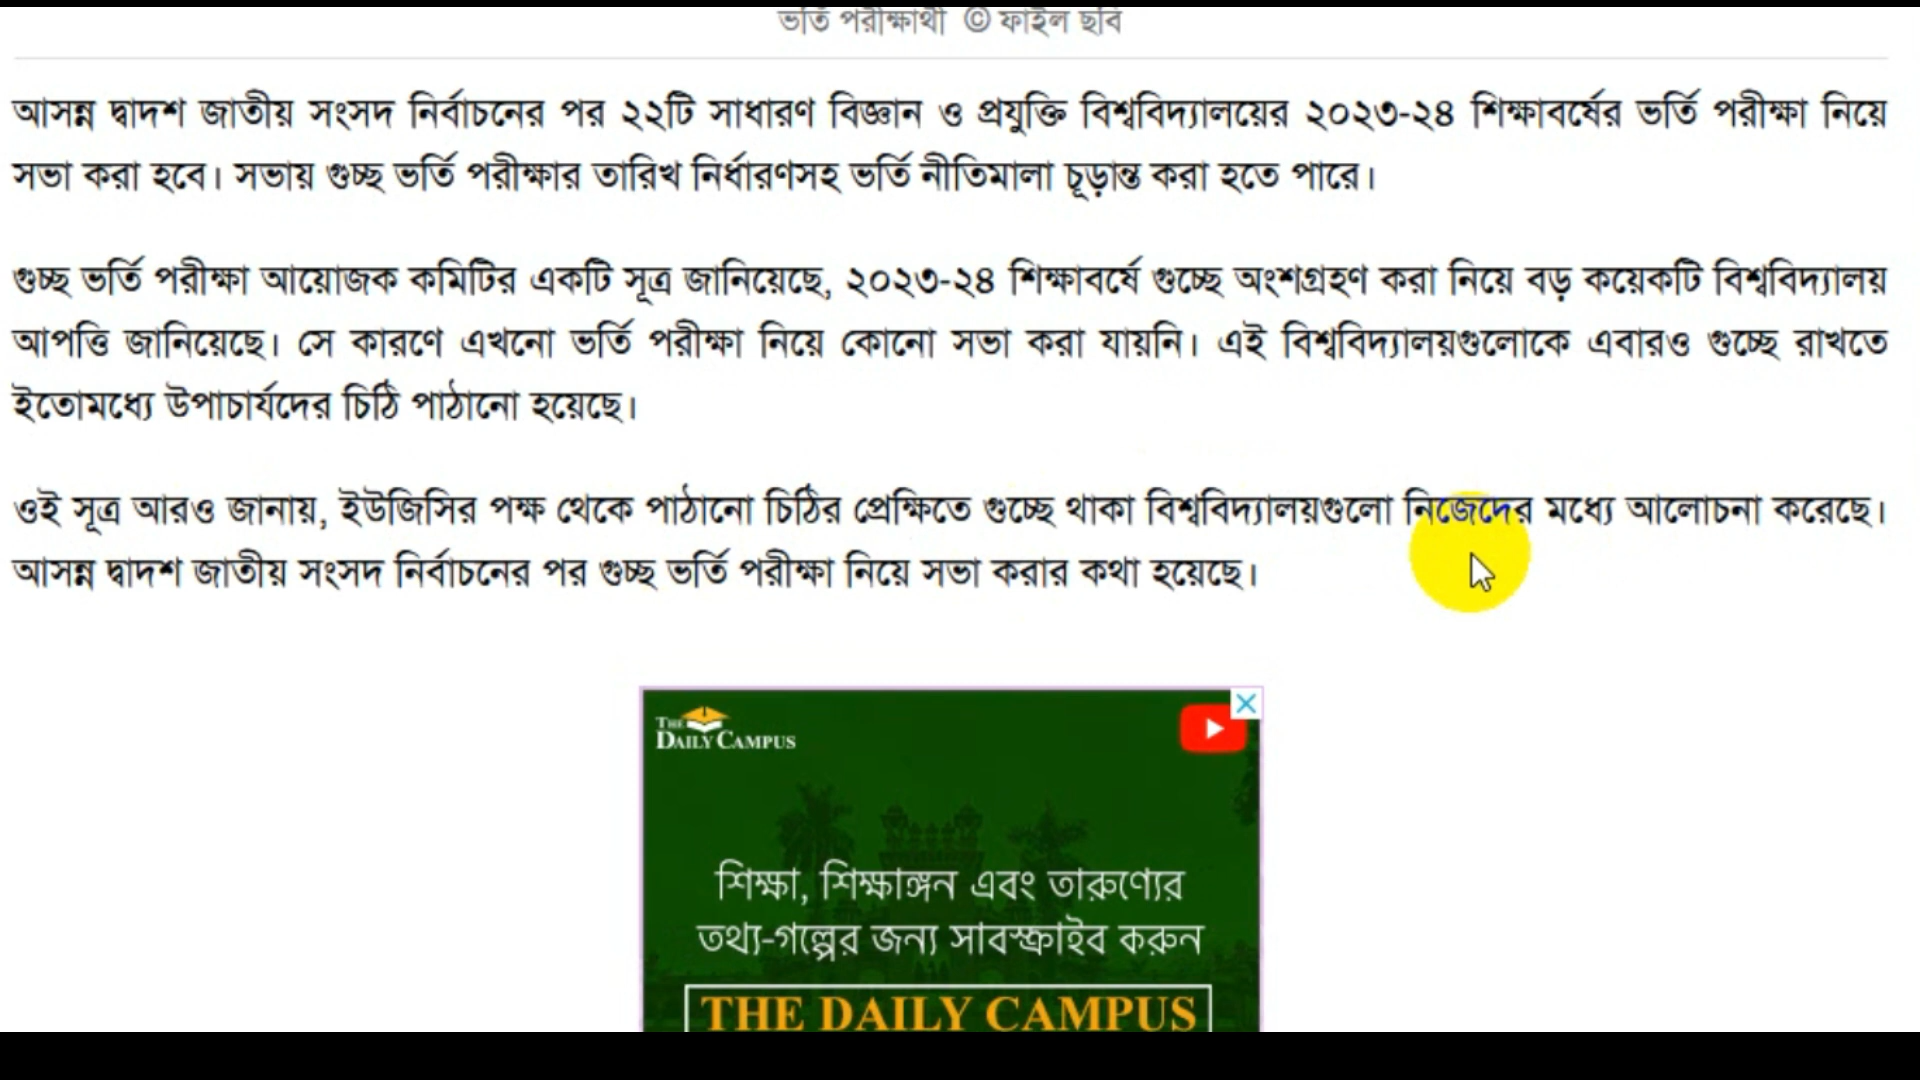 ভর্তি পরীক্ষার্থী © ফাইল ছবি
আসন্ন দ্বাদশ জাতীয় সংসদ নির্বাচনের পর ২২টি সাধারণ বিজ্ঞান ও প্রযুক্তি বিশ্ববিদ্যালয়ের ২০২৩-২৪ শিক্ষাবর্ষের ভর্তি পরীক্ষা নিয়ে
সভা করা হবে। সভায় গুচ্ছ ভর্তি পরীক্ষার তারিখ নির্ধারণসহ ভর্তি নীতিমালা চূড়ান্ত করা হতে পারে।
গুচ্ছ ভর্তি পরীক্ষা আয়োজক কমিটির একটি সূত্র জানিয়েছে, ২০২৩-২৪ শিক্ষাবর্ষে গুচ্ছে অংশগ্রহণ করা নিয়ে বড় কয়েকটি বিশ্ববিদ্যালয়
আপত্তি জানিয়েছে। সে কারণে এখনো ভর্তি পরীক্ষা নিয়ে কোনো সভা করা যায়নি। এই বিশ্ববিদ্যালয়গুলোকে এবারও গুচ্ছে রাখতে
ইতোমধ্যে উপাচার্যদের চিঠি পাঠানো হয়েছে।
ওই সূত্র আরও জানায়, ইউজিসির পক্ষ থেকে পাঠানো চিঠির প্রেক্ষিতে গুচ্ছে থাকা বিশ্ববিদ্যালয়গুলো নিজেদের মধ্যে আলোচনা করেছে।
আসন্ন দ্বাদশ জাতীয় সংসদ নির্বাচনের পর গুচ্ছ ভর্তি পরীক্ষা নিয়ে সভা করার কথা হয়েছে।
THE
DAILY CAMPUS
শিক্ষা, শিক্ষাঙ্গন এবং তারুণ্যের
তথ্য-গল্পের জন্য সাবস্ক্রাইব করুন
THE DAILY CAMPUS